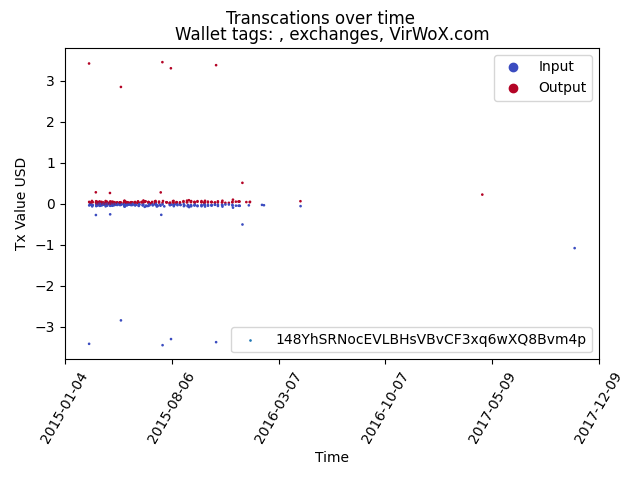 Transcations over time
Wallet tags: , exchanges, VirWoX.com
Input
Output
Tx Value USD
3
2
1
0
−1
−2
−3
148YhSRNocEVLBHsVBvCF3xq6wXQ8Bvm4p
2015-01-04
2015-08-06
2016-03-07
2016-10-07
2017-05-09
2017-12-09
Time